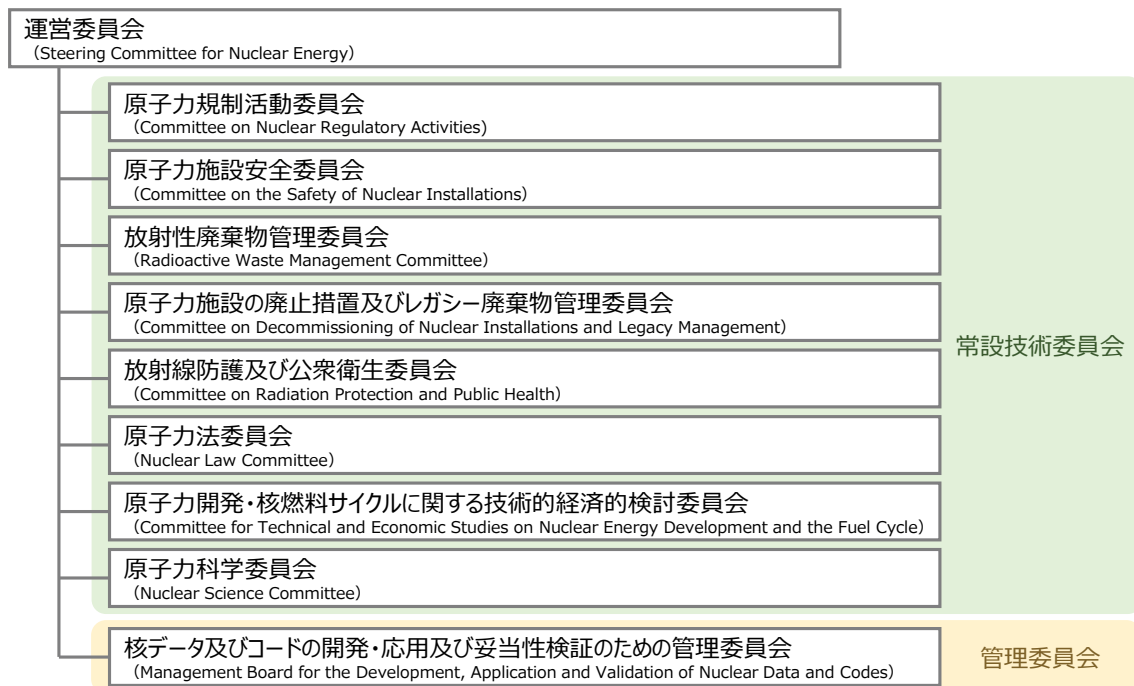 運営委員会
（Steering Committee for Nuclear Energy）
原子力規制活動委員会
（Committee on Nuclear Regulatory Activities）
原子力施設安全委員会
（Committee on the Safety of Nuclear Installations）
放射性廃棄物管理委員会
（Radioactive Waste Management Committee）
原子力施設の廃止措置及びレガシー廃棄物管理委員会
（Committee on Decommissioning of Nuclear Installations and Legacy Management）
放射線防護及び公衆衛生委員会
（Committee on Radiation Protection and Public Health）
原子力法委員会
（Nuclear Law Committee）
原子力開発・核燃料サイクルに関する技術的経済的検討委員会
（Committee for Technical and Economic Studies on Nuclear Energy Development and the Fuel Cycle）
原子力科学委員会
（Nuclear Science Committee）
常設技術委員会
核データ及びコードの開発・応用及び妥当性検証のための管理委員会
（Management Board for the Development, Application and Validation of Nuclear Data and Codes）
管理委員会